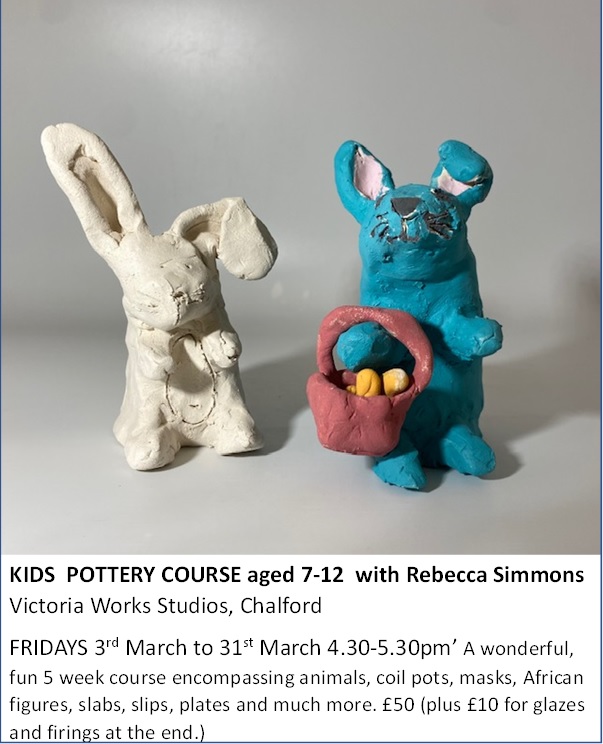 KIDS  POTTERY COURSE aged 7-12  with Rebecca Simmons
Victoria Works Studios, Chalford
FRIDAYS 3rd March to 31st March 4.30-5.30pm’ A wonderful,
fun 5 week course encompassing animals, coil pots, masks, African
figures, slabs, slips, plates and much more. £50 (plus £10 for glazes
and firings at the end.)